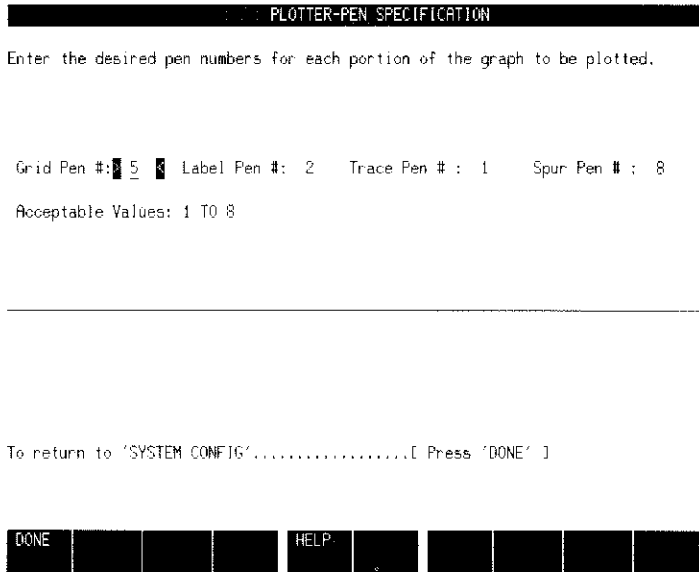 PLOTTER-PEN SPECIFICATION
Enter the desired pen numbers for each portion of the graph to be plotted.
Grid Pen #:> 5 < Label Pen #: 2 Trace Pen # : 1 Spur Pen # : 8
Acceptable Values: 1 TO 8
To return to 'SYSTEM CONFIG'..................[ Press 'DONE' ]
DONE HELP